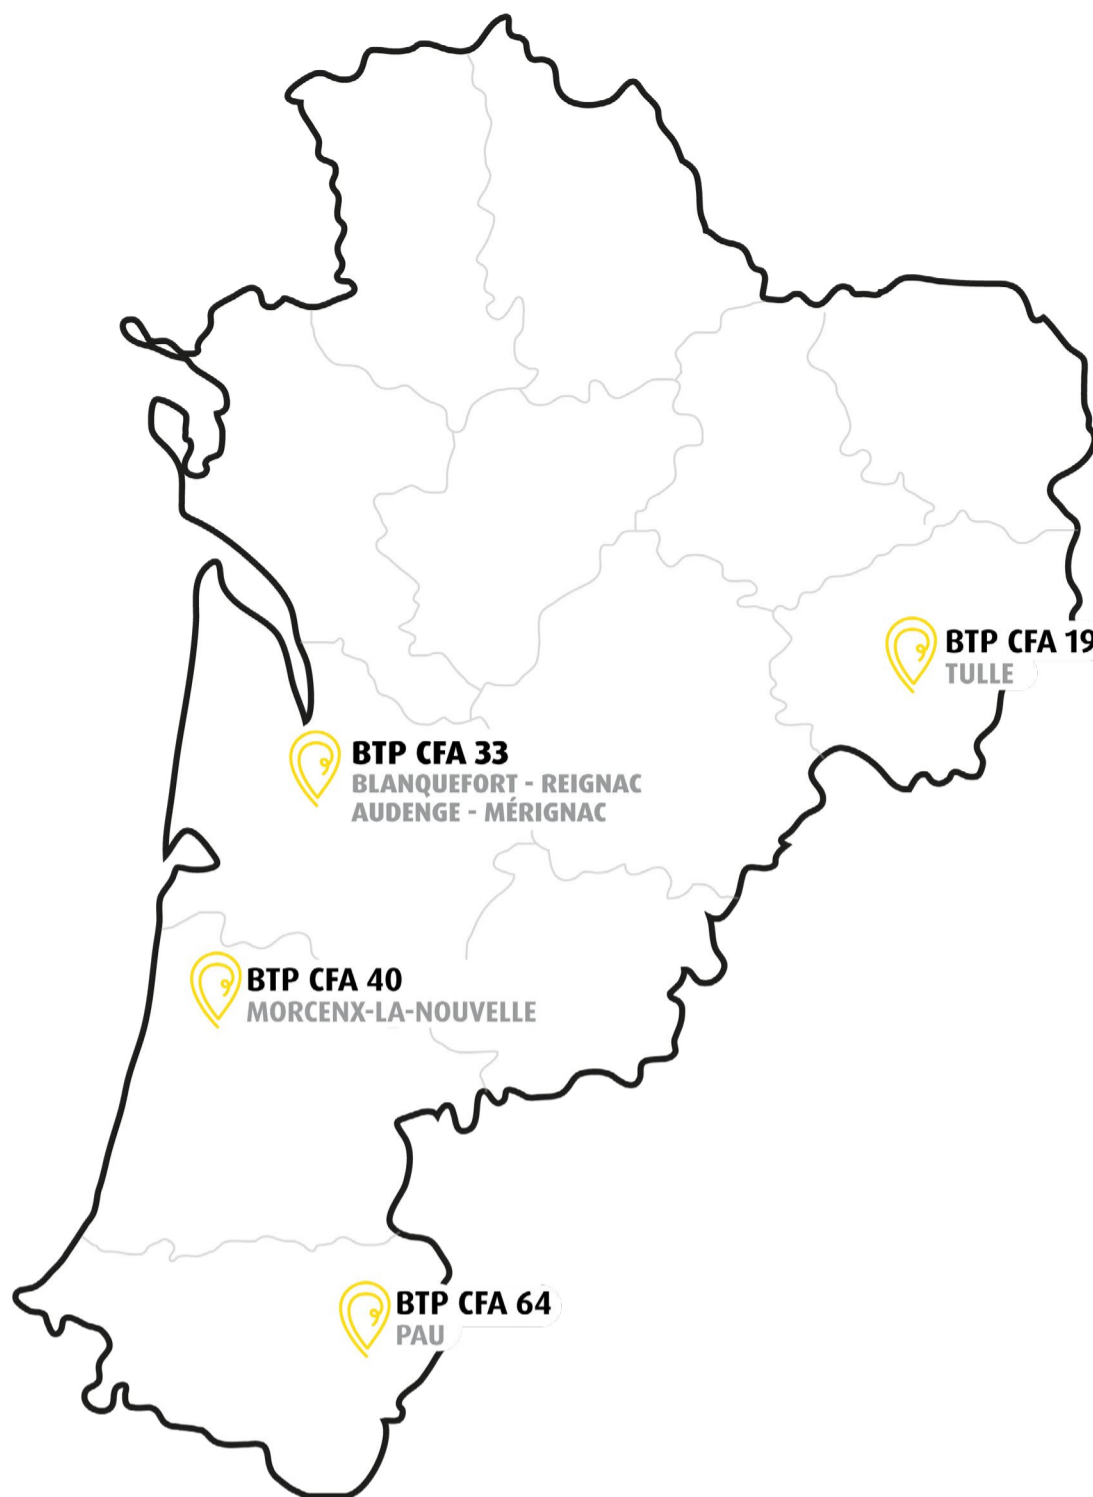 BTP CFA 19
TULLE
BTP CFA 33
BLANQUEFORT - REIGNAC
AUDENGE - MÉRIGNAC
BTP CFA 40
MORCENX-LA-NOUVELLE
BTP CFA 64
PAU